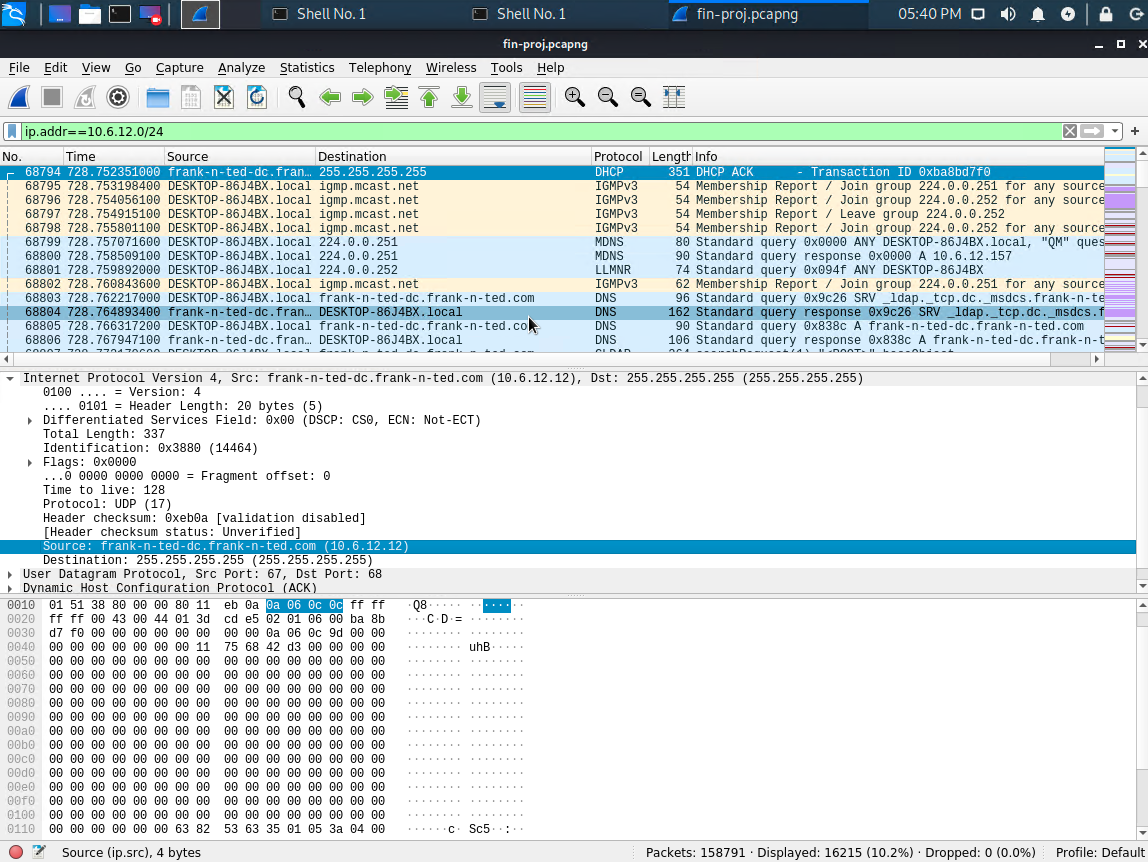 Shell No. 1
Shell No. 1
fin-proj.pcapng
05:40 PM
fin-proj.pcapng
File Edit View Go Capture Analyze Statistics Telephony Wireless Tools Help
ip.addr==10.6.12.0/24
No. Time Source Destination Protocol Length Info
68794 728.752351000 frank-n-ted-dc.fran… 255.255.255.255 DHCP 351 DHCP ACK - Transaction ID 0xba8bd7f0
68795 728.753198400 DESKTOP-86J4BX.local igmp.mcast.net IGMPv3 54 Membership Report / Join group 224.0.0.251 for any source
68796 728.754056100 DESKTOP-86J4BX.local igmp.mcast.net IGMPv3 54 Membership Report / Join group 224.0.0.252 for any source
68797 728.754915100 DESKTOP-86J4BX.local igmp.mcast.net IGMPv3 54 Membership Report / Leave group 224.0.0.252
68798 728.755801100 DESKTOP-86J4BX.local igmp.mcast.net IGMPv3 54 Membership Report / Join group 224.0.0.252 for any source
68799 728.757071600 DESKTOP-86J4BX.local 224.0.0.251 MDNS 80 Standard query 0x0000 ANY DESKTOP-86J4BX.local, "QM" ques
68800 728.758509100 DESKTOP-86J4BX.local 224.0.0.251 MDNS 90 Standard query response 0x0000 A 10.6.12.157
68801 728.759892000 DESKTOP-86J4BX.local 224.0.0.252 LLMNR 74 Standard query 0x094f ANY DESKTOP-86J4BX
68802 728.760843600 DESKTOP-86J4BX.local igmp.mcast.net IGMPv3 62 Membership Report / Join group 224.0.0.251 for any source
68803 728.762217000 DESKTOP-86J4BX.local frank-n-ted-dc.frank-n-ted.com DNS 96 Standard query 0x9c26 SRV _ldap._tcp.dc._msdcs.frank-n-te
68804 728.764893400 frank-n-ted-dc.fran… DESKTOP-86J4BX.local DNS 162 Standard query response 0x9c26 SRV _ldap._tcp.dc._msdcs.f
68805 728.766317200 DESKTOP-86J4BX.local frank-n-ted-dc.frank-n-ted.com DNS 90 Standard query 0x838c A frank-n-ted-dc.frank-n-ted.com
68806 728.767947100 frank-n-ted-dc.fran… DESKTOP-86J4BX.local DNS 106 Standard query response 0x838c A frank-n-ted-dc.frank-n-te
Internet Protocol Version 4, Src: frank-n-ted-dc.frank-n-ted.com (10.6.12.12), Dst: 255.255.255.255 (255.255.255.255)
0100 .... = Version: 4
.... 0101 = Header Length: 20 bytes (5)
Differentiated Services Field: 0x00 (DSCP: CS0, ECN: Not-ECT)
Total Length: 337
Identification: 0x3880 (14464)
Flags: 0x0000
...0 0000 0000 0000 = Fragment offset: 0
Time to live: 128
Protocol: UDP (17)
Header checksum: 0xeb0a [validation disabled]
[Header checksum status: Unverified]
Source: frank-n-ted-dc.frank-n-ted.com (10.6.12.12)
Destination: 255.255.255.255 (255.255.255.255)
User Datagram Protocol, Src Port: 67, Dst Port: 68
Dynamic Host Configuration Protocol (ACK)
0010 01 51 38 80 00 00 80 11 eb 0a 0a 06 0c 0c ff ff ·Q8····· ········
0020 ff ff 00 43 00 44 01 3d cd e5 02 01 06 00 ba 8b ···C·D·= ········
0030 d7 f0 00 00 00 00 00 00 00 00 0a 06 0c 9d 00 00 ········ ········
0040 00 00 00 00 00 11 75 68 42 d3 00 00 00 00 00 00 ········ uhB·····
0050 00 00 00 00 00 00 00 00 00 00 00 00 00 00 00 00 ········ ········
0060 00 00 00 00 00 00 00 00 00 00 00 00 00 00 00 00 ········ ········
0070 00 00 00 00 00 00 00 00 00 00 00 00 00 00 00 00 ········ ········
0080 00 00 00 00 00 00 00 00 00 00 00 00 00 00 00 00 ········ ········
0090 00 00 00 00 00 00 00 00 00 00 00 00 00 00 00 00 ········ ········
00a0 00 00 00 00 00 00 00 00 00 00 00 00 00 00 00 00 ········ ········
00b0 00 00 00 00 00 00 00 00 00 00 00 00 00 00 00 00 ········ ········
00c0 00 00 00 00 00 00 00 00 00 00 00 00 00 00 00 00 ········ ········
00d0 00 00 00 00 00 00 00 00 00 00 00 00 00 00 00 00 ········ ········
00e0 00 00 00 00 00 00 00 00 00 00 00 00 00 00 00 00 ········ ········
00f0 00 00 00 00 00 00 00 00 00 00 00 00 00 00 00 00 ········ ········
0100 00 00 00 00 00 00 00 00 00 00 00 00 00 00 00 00 ········ ········
0110 00 00 00 00 00 00 63 82 53 63 35 01 05 3a 04 00 ······c· Sc5··:··
Source (ip.src), 4 bytes
Packets: 158791 · Displayed: 16215 (10.2%) · Dropped: 0 (0.0%)
Profile: Default